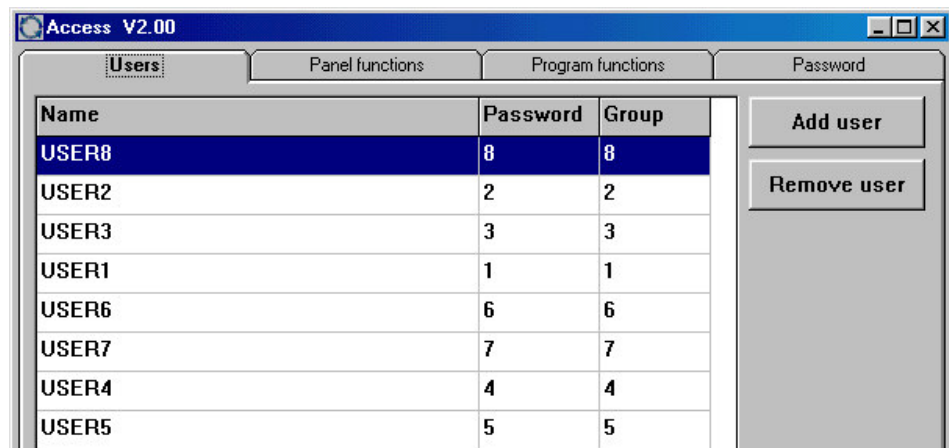 Access V2.00
Users Panel functions Program functions Password
Name Password Group
Add user
USER8 8 8
Remove user
USER2 2 2
USER3 3 3
USER1 1 1
USER6 6 6
USER7 7 7
USER4 4 4
USER5 5 5